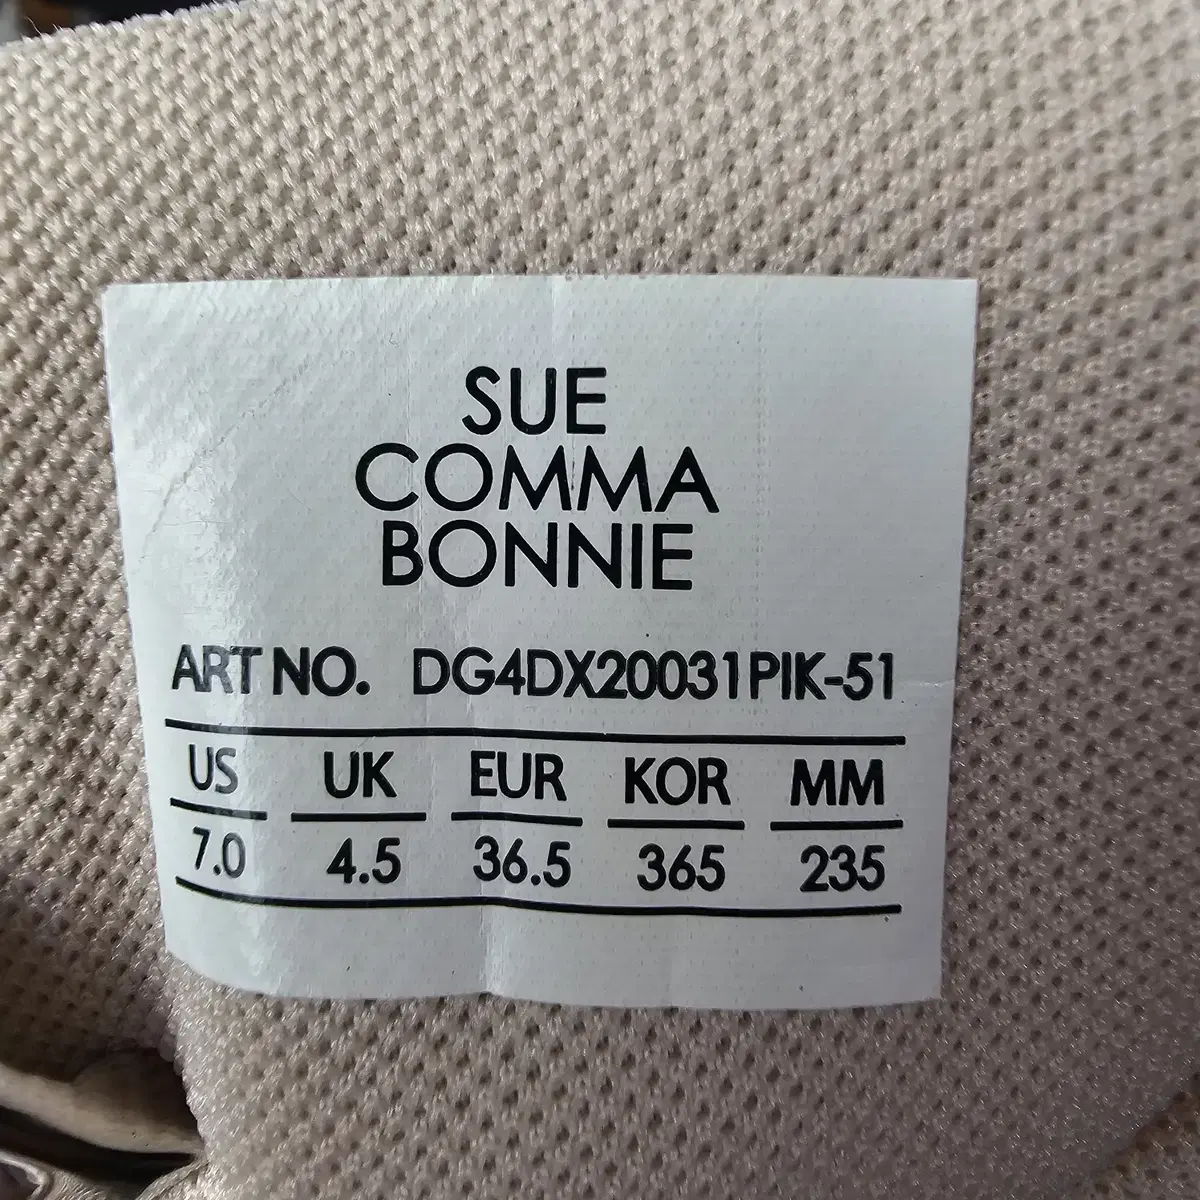 SUE
COMMA
BONNIE
ART NO. DG4DX20031PIK-51
US UK EUR KOR MM
7.0 4.5 36.5 365 235